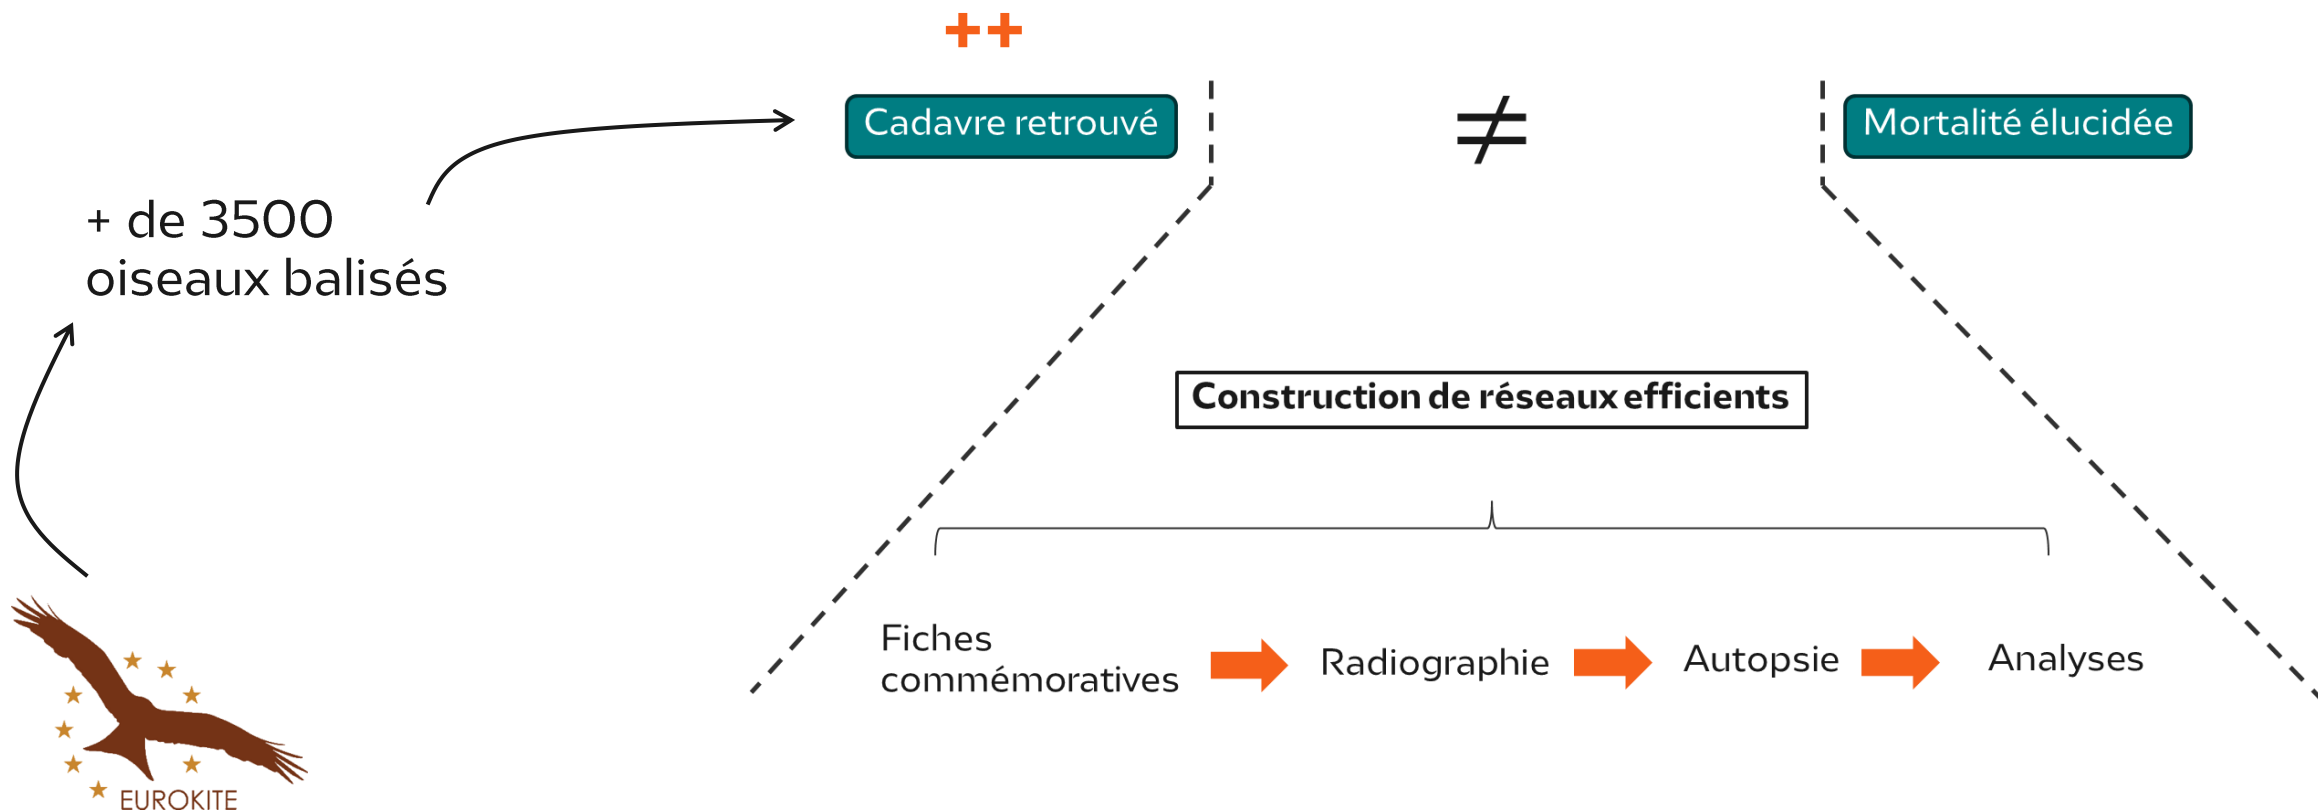 ++
Cadavre retrouvé
≠
Mortalité élucidée
+ de 3500
oiseaux balisés
Construction de réseaux efficients
Fiches
commémoratives
Radiographie
Autopsie
Analyses
EUROKITE